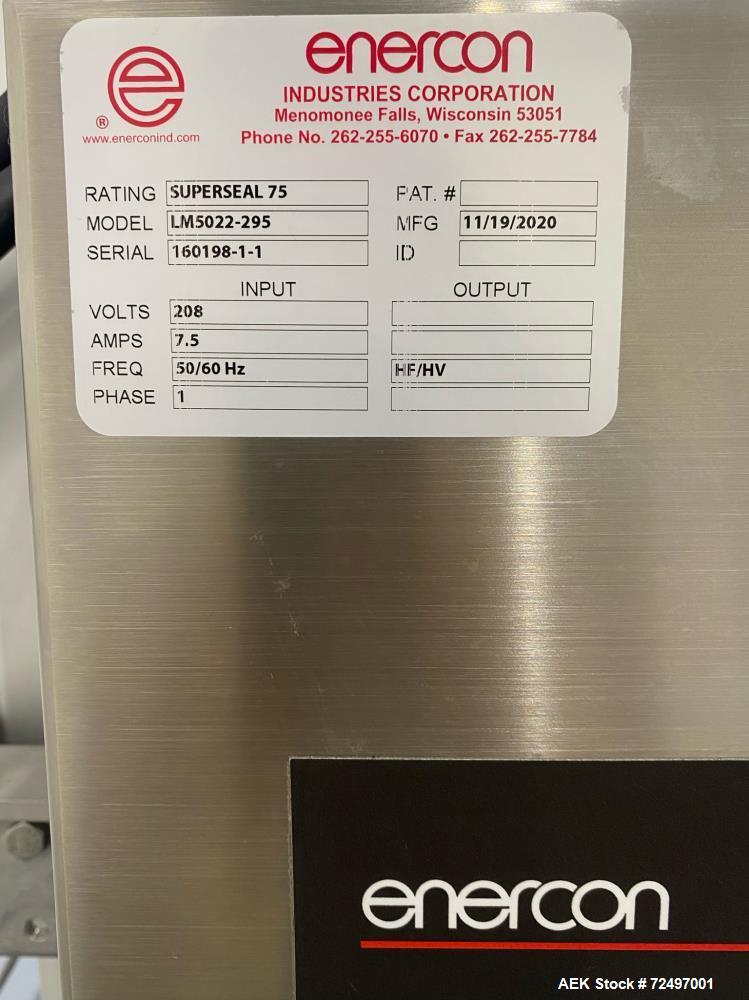 enercon
INDUSTRIES CORPORATION
Menomonee Falls, Wisconsin 53051
Phone No. 262-255-6070 • Fax 262-255-7784
e
®
www.enerconind.com
RATING SUPERSEAL 75 PAT. #
MODEL LM5022-295 MFG 11/19/2020
SERIAL 160198-1-1 ID
INPUT OUTPUT
VOLTS 208
AMPS 7.5
FREQ 50/60 Hz HF/HV
PHASE 1
enercon
AEK Stock # 72497001